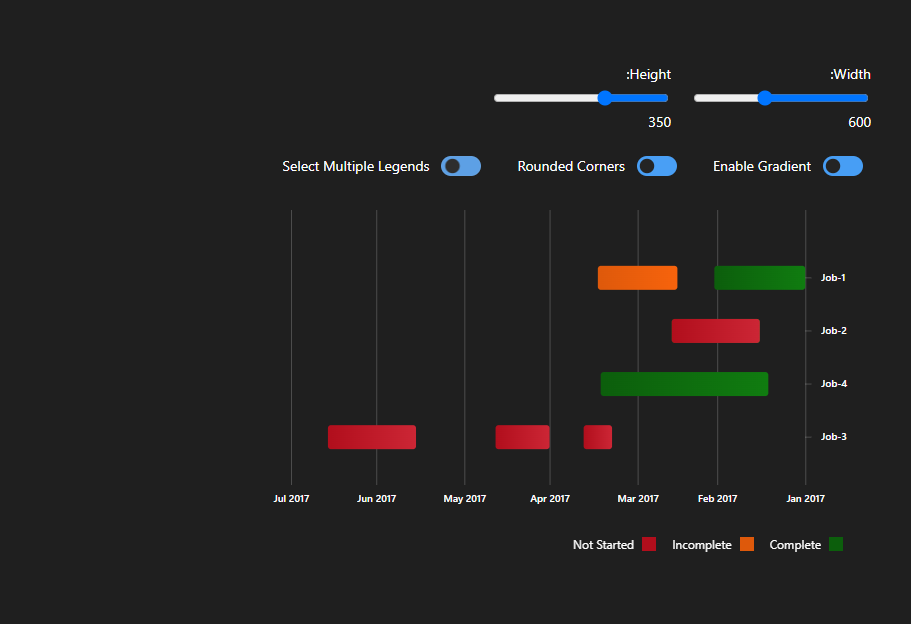 :Height
:Width
350
600
Select Multiple Legends
Rounded Corners
Enable Gradient
Job-1
Job-2
Job-4
Job-3
Jul 2017
Jun 2017
May 2017
Apr 2017
Mar 2017
Feb 2017
Jan 2017
Not Started
Incomplete
Complete